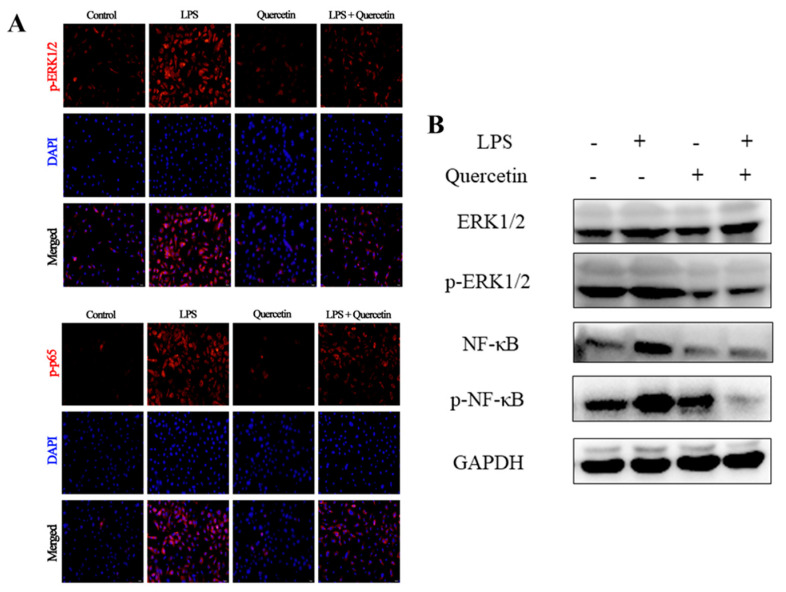 A
Control LPS Quercetin LPS + Quercetin
p-ERK1/2
DAPI
Merged
Control LPS Quercetin LPS + Quercetin
p-p65
DAPI
Merged
B
LPS - + - +
Quercetin - - + +
ERK1/2
p-ERK1/2
NF-κB
p-NF-κB
GAPDH